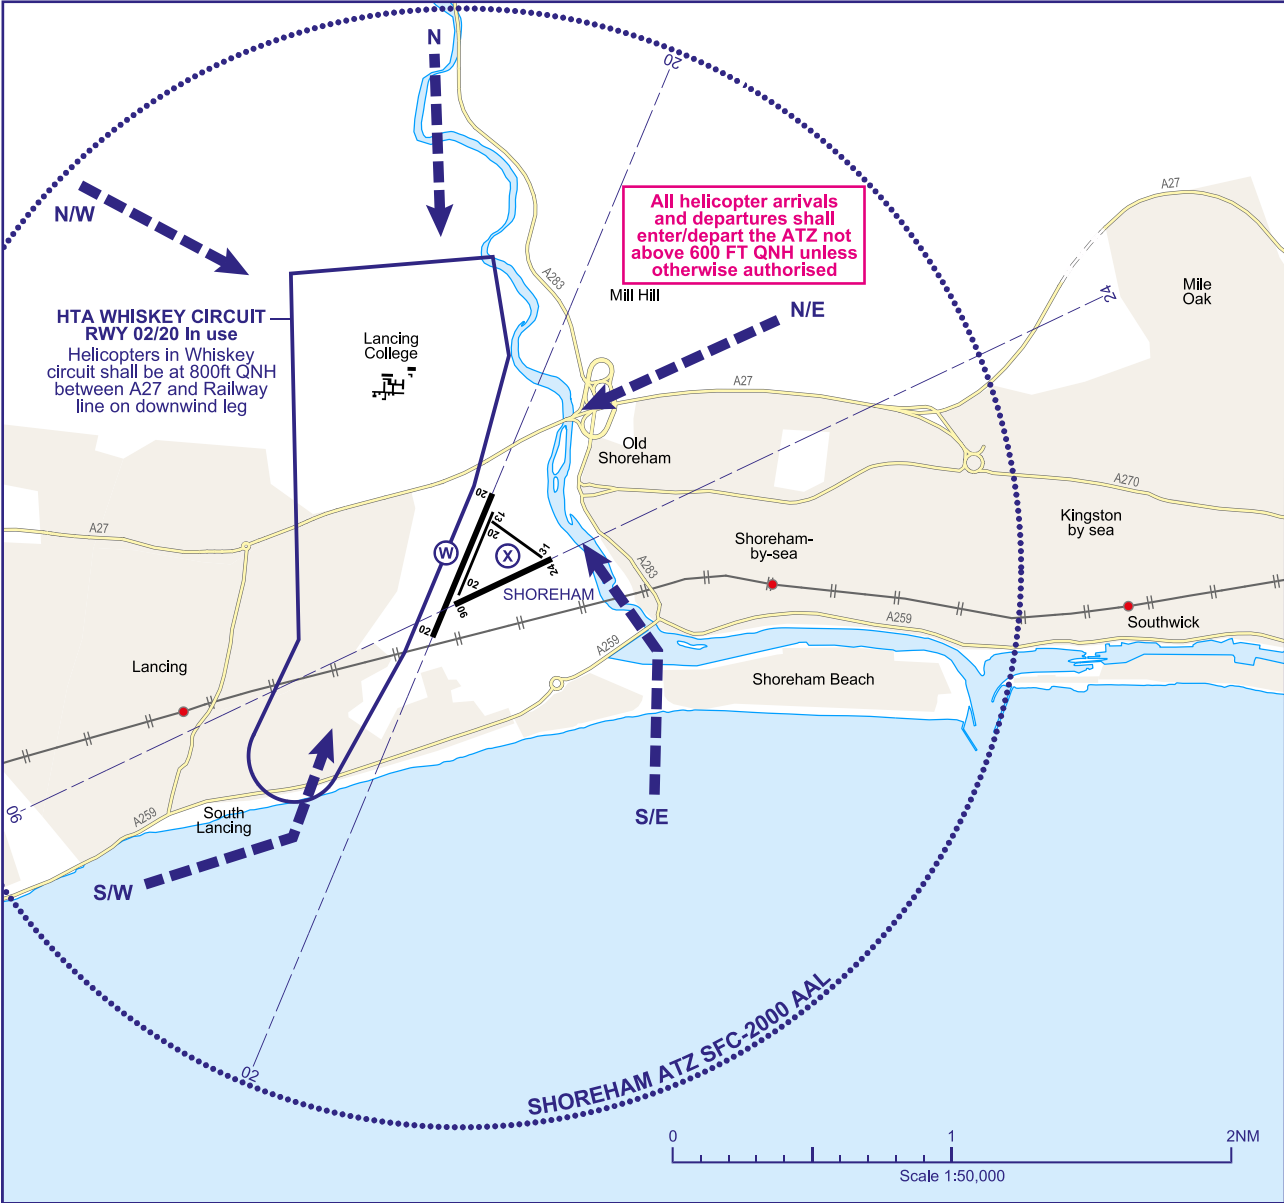 N
20
N/W
All helicopter arrivals
and departures shall
enter/depart the ATZ not
above 600 FT QNH unless
otherwise authorised
A27
Mile
Oak
A283
Mill Hill
24
N/E
HTA WHISKEY CIRCUIT
RWY 02/20 In use
Helicopters in Whiskey
circuit shall be at 800ft QNH
between A27 and Railway
line on downwind leg
Lancing
College
A27
Old
Shoreham
A270
20
13
20
Kingston
by sea
A27
W
X
31
24
Shoreham-
by-sea
A283
02
06
SHOREHAM
02
A259
A259
Southwick
Lancing
Shoreham Beach
06
A259
South
Lancing
S/E
S/W
SHOREHAM ATZ SFC-2000 AAL
02
0 1 2NM
Scale 1:50,000